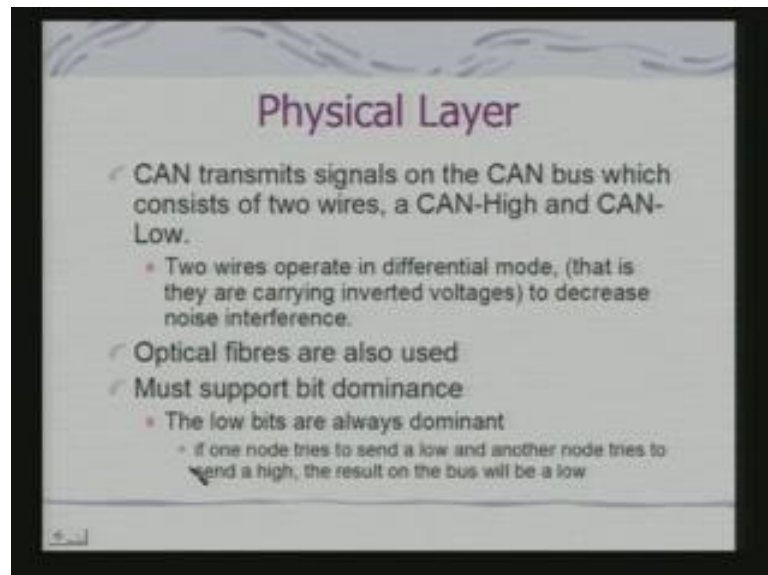 Physical Layer
CAN transmits signals on the CAN bus which
consists of two wires, a CAN-High and CAN-
Low.
Two wires operate in differential mode, (that is
they are carrying inverted voltages) to decrease
noise interference.
Optical fibres are also used
Must support bit dominance
The low bits are always dominant
if one node tries to send a low and another node tries to
send a high, the result on the bus will be a low